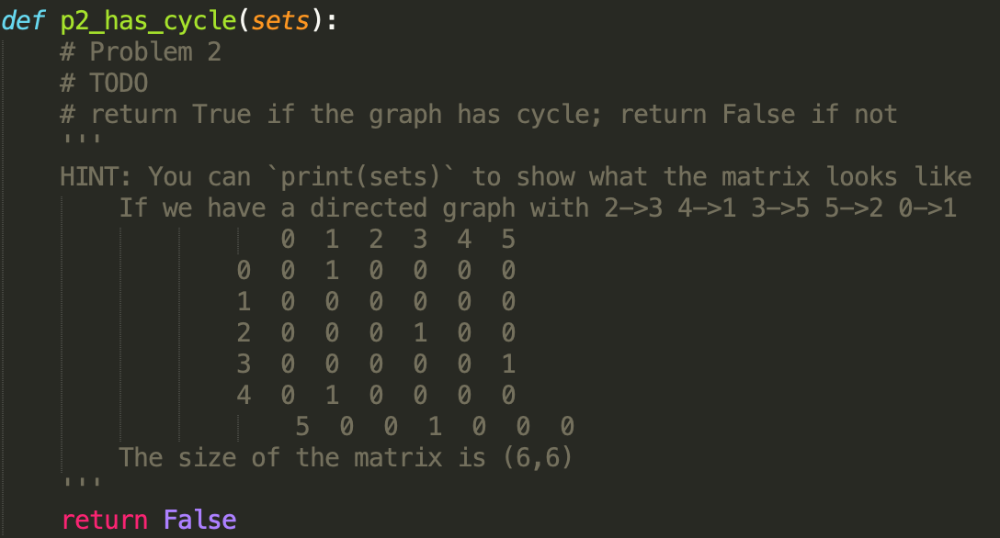 def p2_has_cycle(sets):
# Problem 2
# TODO
# return True if the graph has cycle; return False if not
'''
HINT: You can `print(sets)` to show what the matrix looks like
If we have a directed graph with 2->3 4->1 3->5 5->2 0->1
0 1 2 3 4 5
0 0 1 0 0 0 0
1 0 0 0 0 0 0
2 0 0 0 1 0 0
3 0 0 0 0 0 1
4 0 1 0 0 0 0
5 0 0 1 0 0 0
The size of the matrix is (6,6)
'''
return False